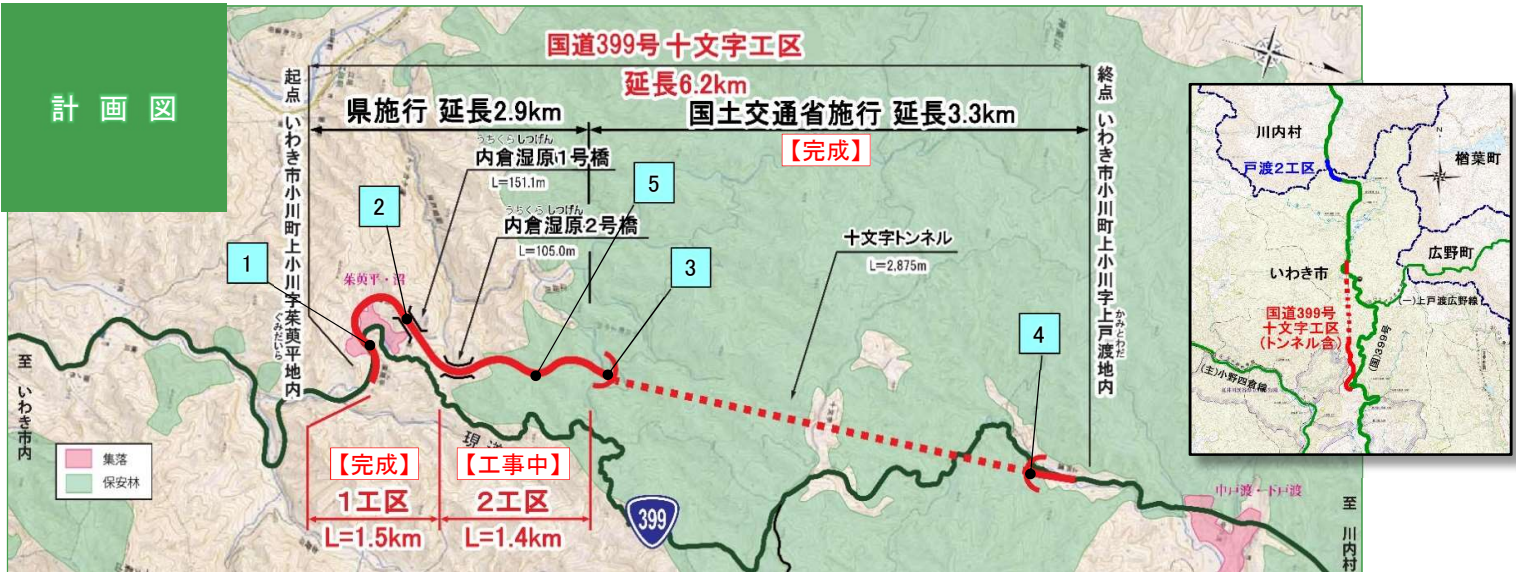 計画図
国道399号 十文字工区
延長6.2km
県施行 延長2.9km
国土交通省施行 延長3.3km
【完成】
起点 いわき市小川町上小川字茱萸平地内
ぐみだいら
終点 いわき市小川町上小川字上戸渡地内
かみとわだ
うちくらしつげん
内倉湿原1号橋
L=151.1m
うちくらしつげん
内倉湿原2号橋
L=105.0m
十文字トンネル
L=2,875m
1
2
5
3
4
茱萸平・沼
至 いわき市内
集落
保安林
現道
【完成】
1工区
L=1.5km
【工事中】
2工区
L=1.4km
399
中戸渡・下戸渡
至 川内村
川内村
戸渡2工区
楢葉町
広野町
いわき市
(一)上戸渡広野線
国道399号
十文字工区
(トンネル含)
(国)399号
(主)小野四倉線